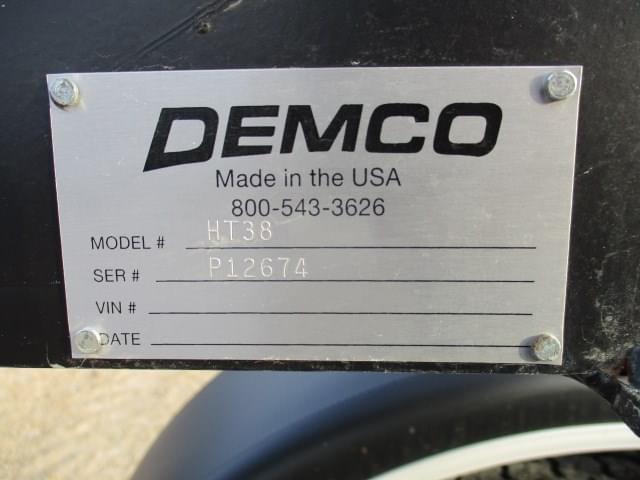 DEMCO
Made in the USA
800-543-3626
MODEL # HT38
SER # P12674
VIN #
DATE